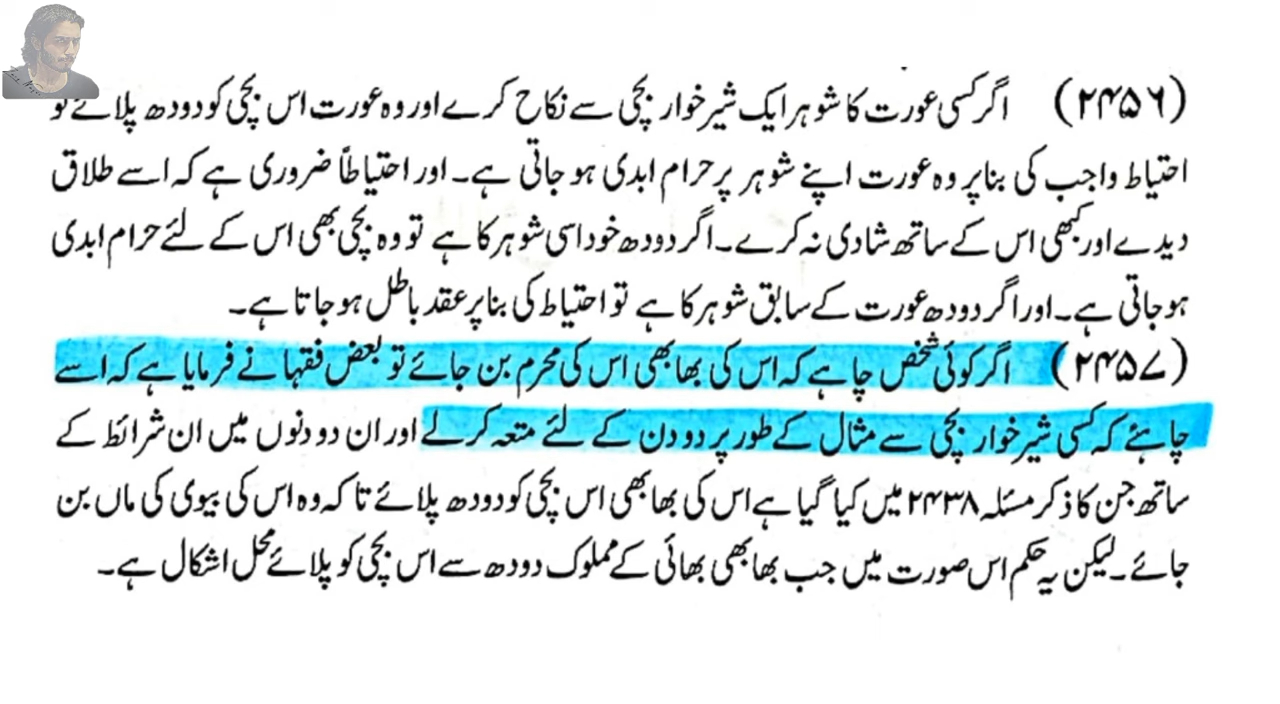 (۲۴۵۶) اگر کسی عورت کا شوہر ایک شیر خوار بچی سے نکاح کرے اور وہ عورت اس بچی کو دودھ پلائے تو
احتیاط واجب کی بنا پر وہ عورت اپنے شوہر پر حرام ابدی ہو جاتی ہے۔ اور احتیاطاً ضروری ہے کہ اسے طلاق
دیدے اور کبھی اس کے ساتھ شادی نہ کرے۔ اگر دودھ خود اسی شوہر کا ہے تو وہ بچی بھی اس کے لئے حرام ابدی
ہو جاتی ہے۔ اور اگر دودھ عورت کے سابق شوہر کا ہے تو احتیاط کی بنا پر عقد باطل ہو جاتا ہے۔
(۲۴۵۷) اگر کوئی شخص چاہے کہ اس کی بھابھی اس کی محرم بن جائے تو بعض فقہا نے فرمایا ہے کہ اسے
چاہئے کہ کسی شیر خوار بچی سے مثال کے طور پر دو دن کے لئے متعہ کر لے اور ان دو دنوں میں ان شرائط کے
ساتھ جن کا ذکر مسئلہ ۲۴۳۸ میں کیا گیا ہے اس کی بھابھی اس بچی کو دودھ پلائے تاکہ وہ اس کی بیوی کی ماں بن
جائے۔ لیکن یہ حکم اس صورت میں جب بھابھی بھائی کے مملوک دودھ سے اس بچی کو پلائے محل اشکال ہے۔